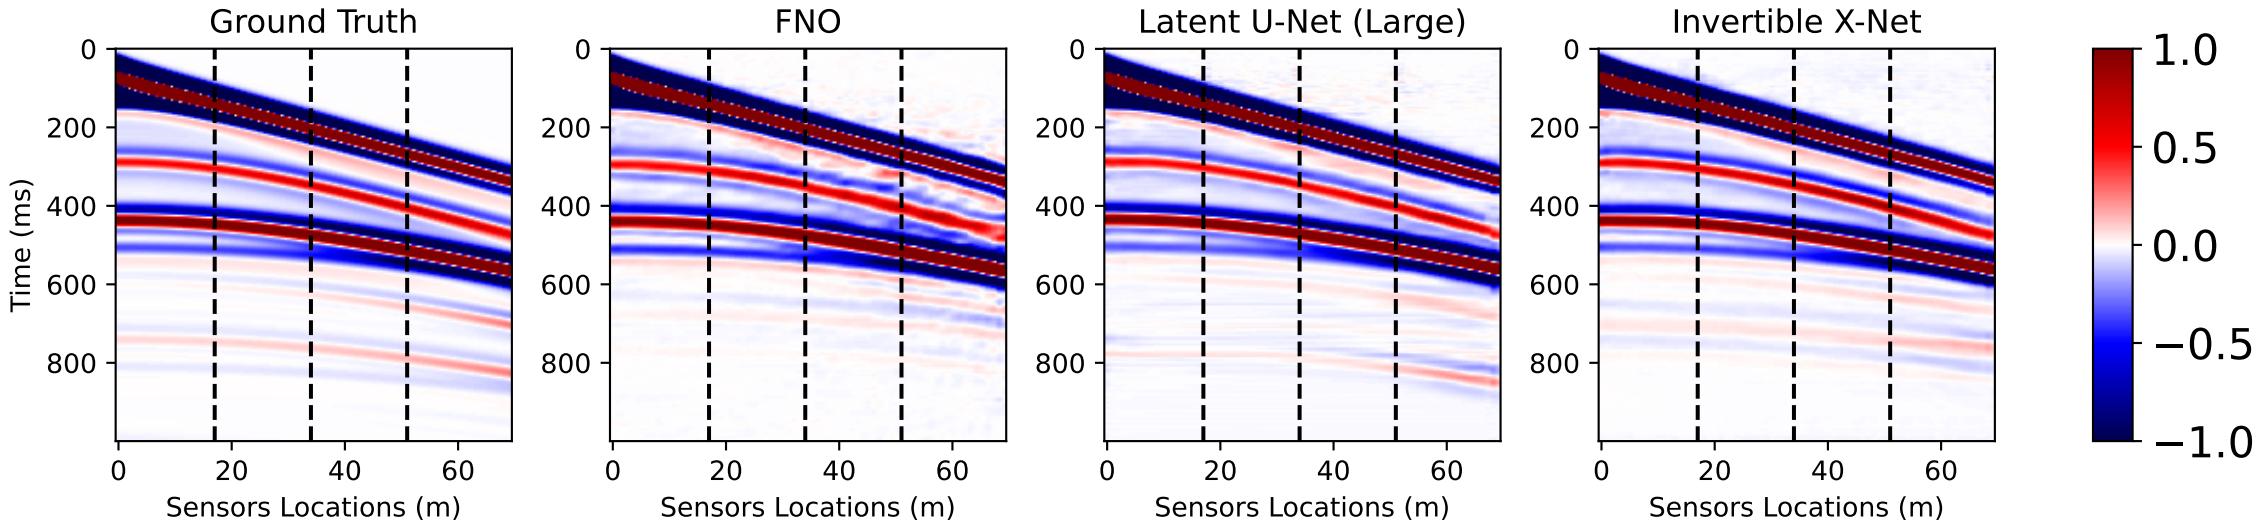 Ground Truth
FNO
Latent U-Net (Large)
Invertible X-Net
0
200
400
600
800
Time (ms)
0 20 40 60
Sensors Locations (m)
0
200
400
600
800
0 20 40 60
Sensors Locations (m)
0
200
400
600
800
0 20 40 60
Sensors Locations (m)
0
200
400
600
800
0 20 40 60
Sensors Locations (m)
1.0
0.5
0.0
−0.5
−1.0